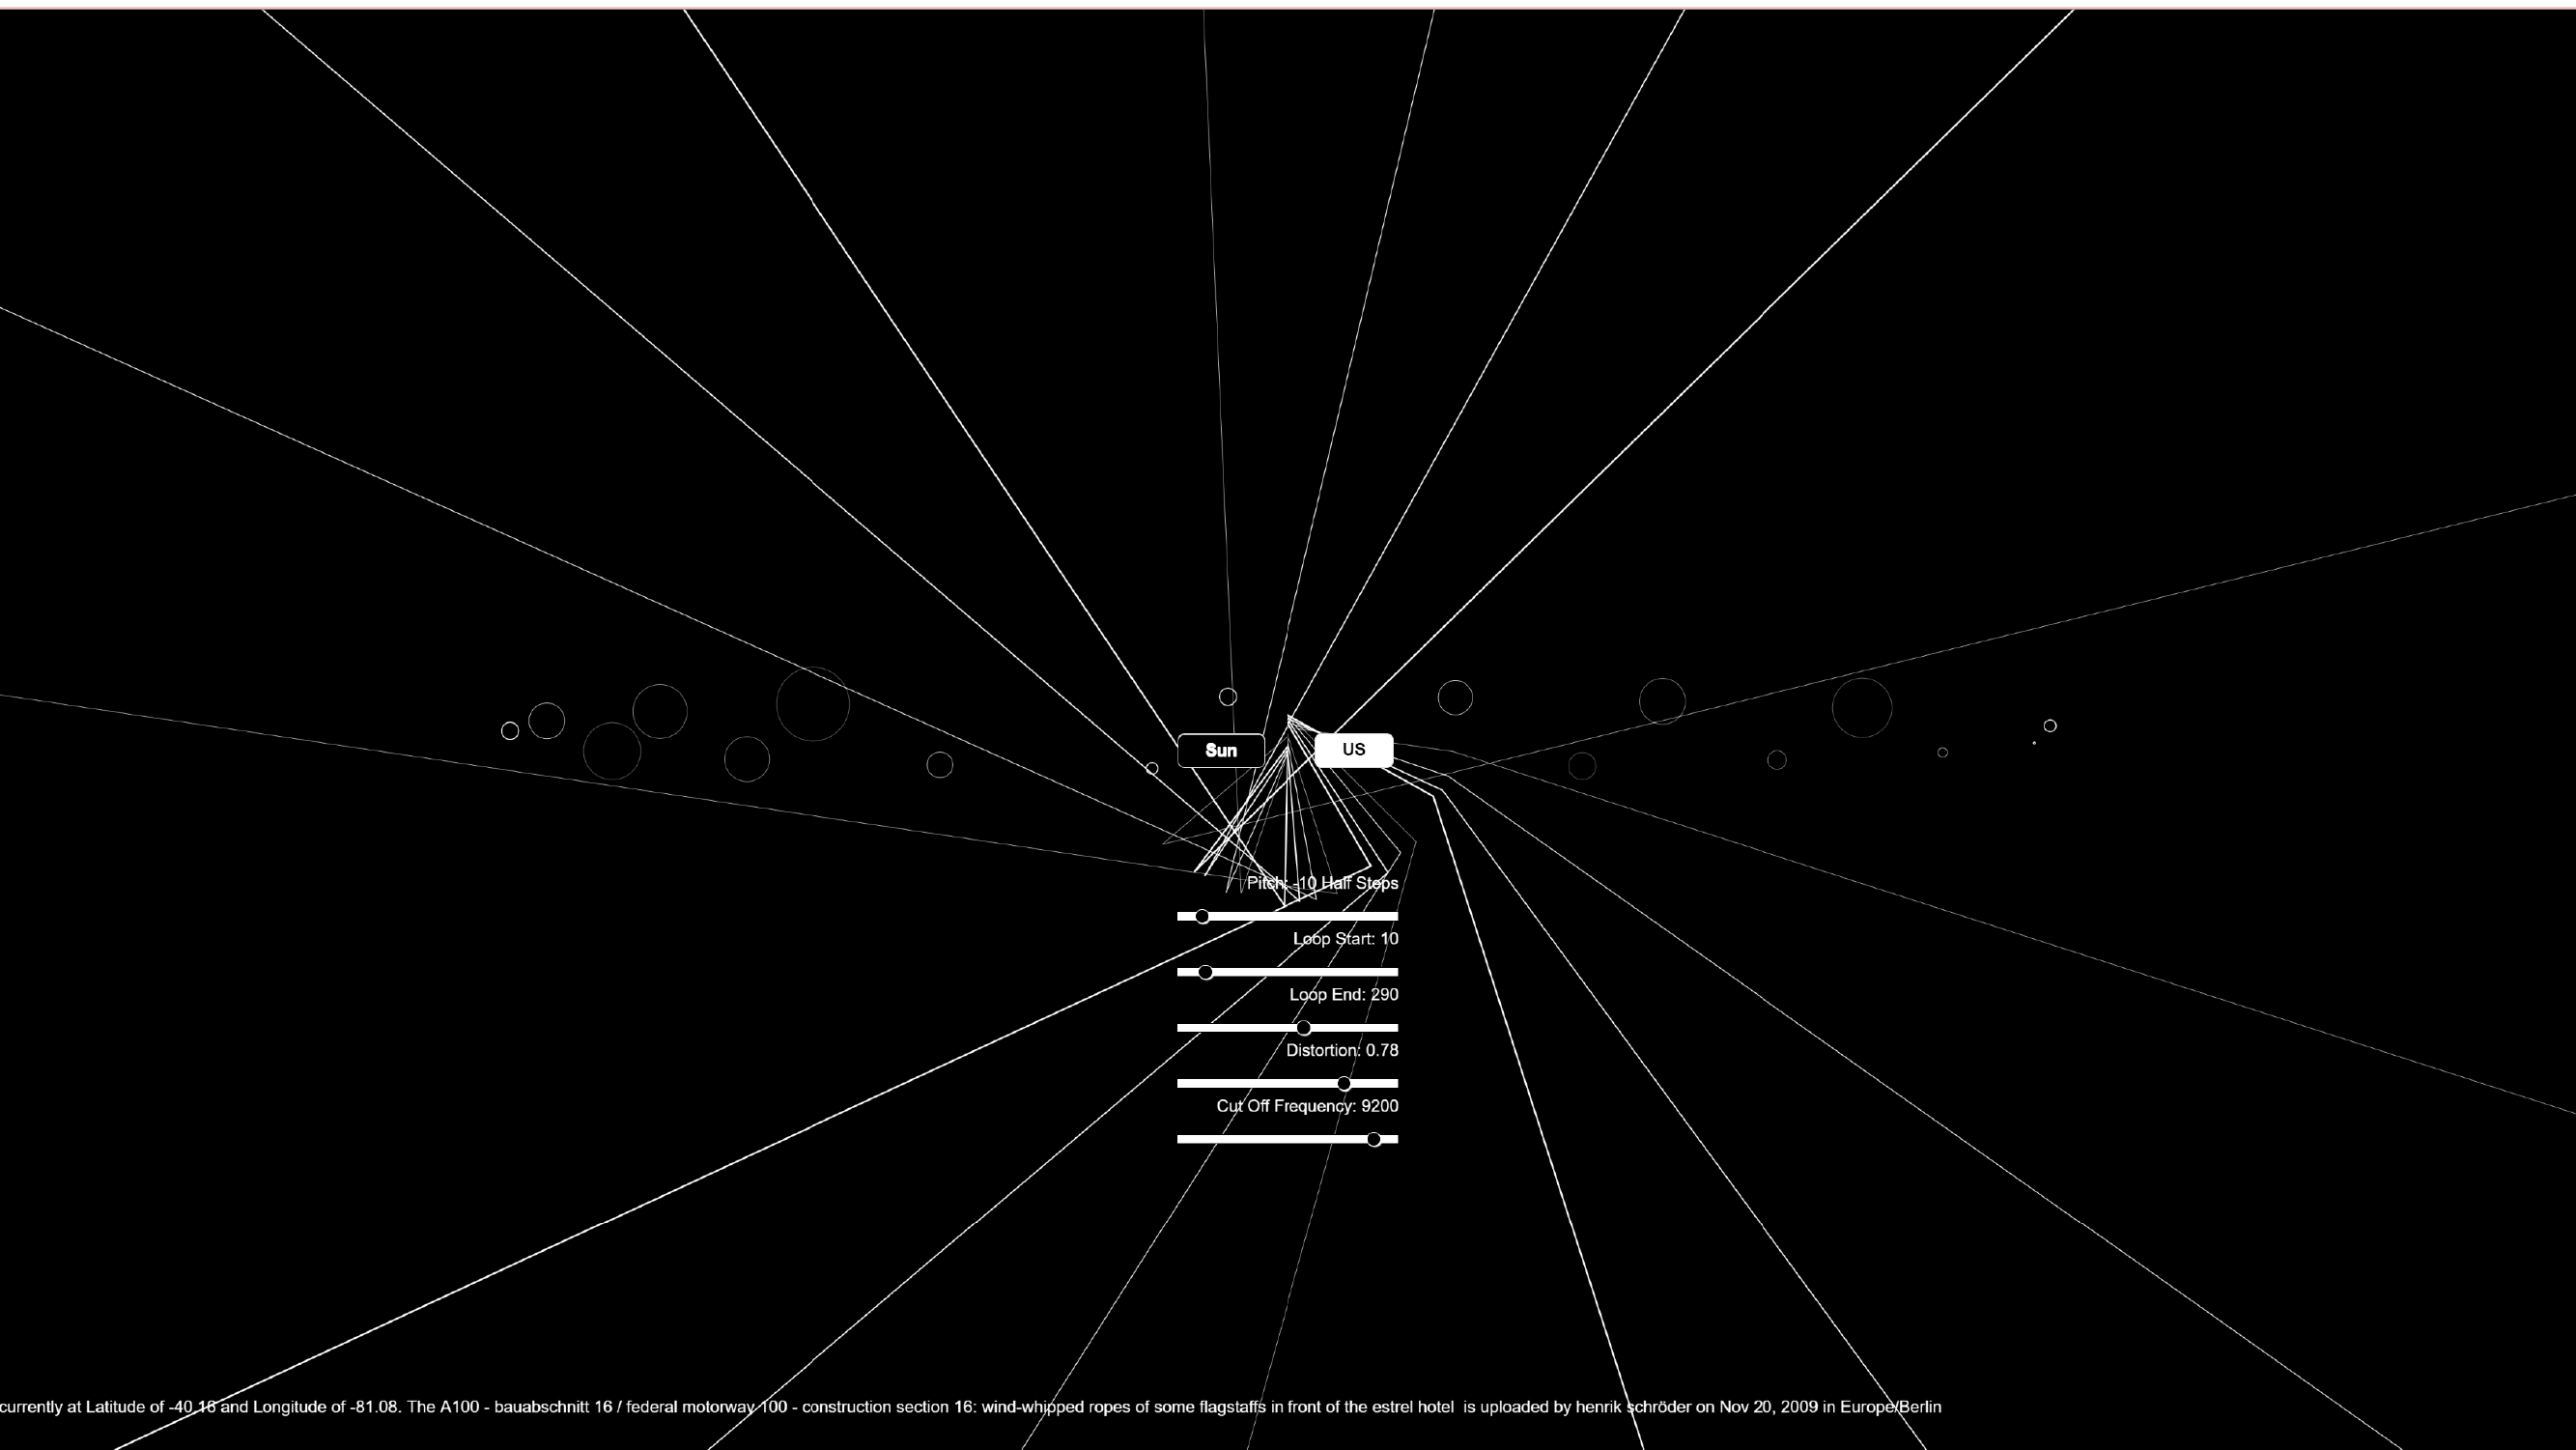 Sun US
Pitch: -10 Half Steps
Loop Start: 10
Loop End: 290
Distortion: 0.78
Cut Off Frequency: 9200
currently at Latitude of -40.16 and Longitude of -81.08. The A100 - bauabschnitt 16 / federal motorway 100 - construction section 16: wind-whipped ropes of some flagstaffs in front of the estrel hotel is uploaded by henrik schröder on Nov 20, 2009 in Europe/Berlin